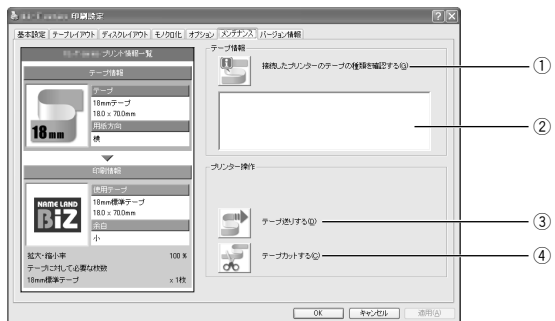 印刷設定
基本設定 テープレイアウト ディスクレイアウト モノクロ化 オプション メンテナンス バージョン情報
プリント情報一覧
テープ情報
テープ
18mmテープ
18.0 x 70.0mm
用紙方向
横
18mm
印刷情報
NAME LAND
BiZ
使用テープ
18mm標準テープ
18.0 x 70.0mm
余白
小
拡大・縮小率 100 %
テープに対して必要な枚数
18mm標準テープ x 1枚
テープ情報
接続したプリンターのテープの種類を確認する(G)
プリンター操作
テープ送りする(D)
テープカットする(C)
OK キャンセル 適用(A)
①
②
③
④